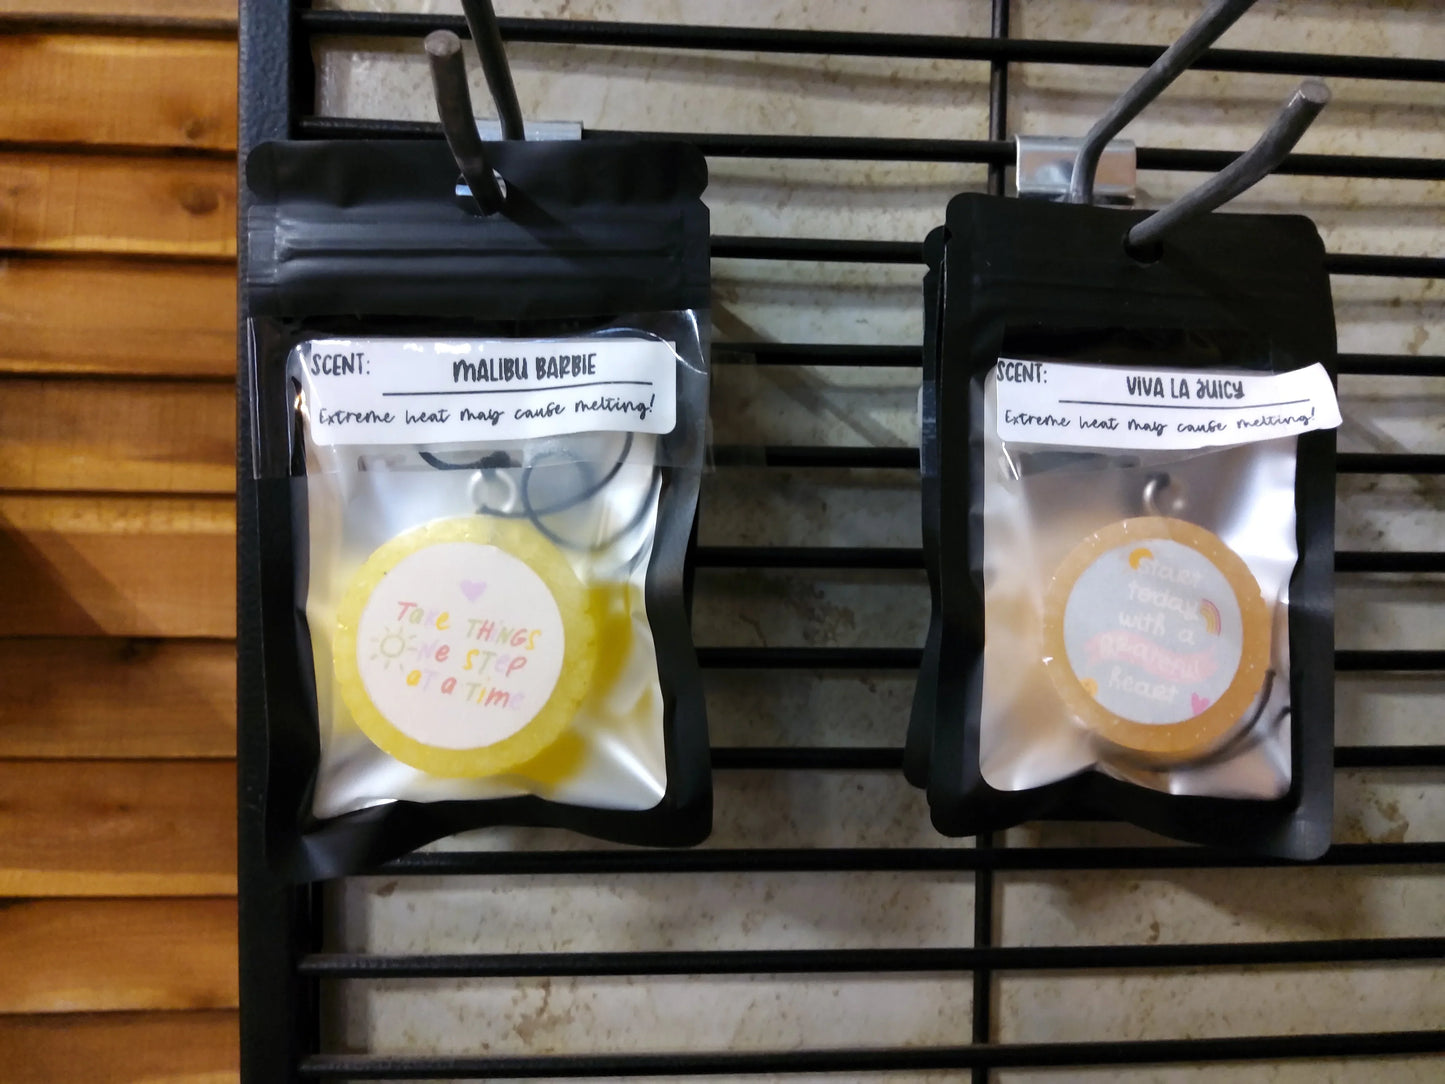 SCENT: MALIBU BARBIE
Extreme heat may cause melting!
Take THINGS
ONe STeP
aT a Time
SCENT: VIVA LA JUICY
Extreme heat may cause melting!
start
today
with a
grateful
heart